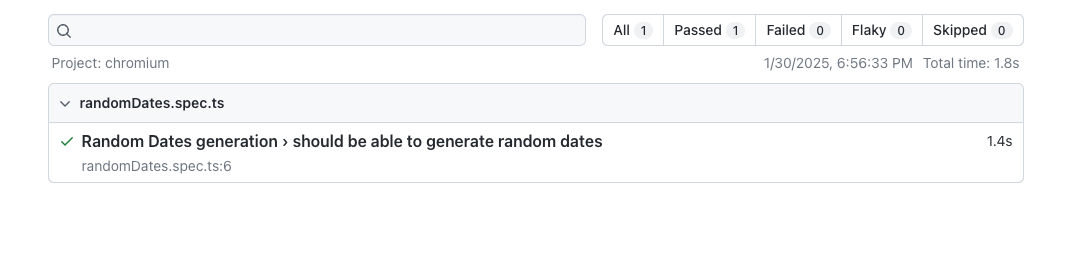 All 1 Passed 1 Failed 0 Flaky 0 Skipped 0
Project: chromium 1/30/2025, 6:56:33 PM Total time: 1.8s
randomDates.spec.ts
Random Dates generation › should be able to generate random dates 1.4s
randomDates.spec.ts:6